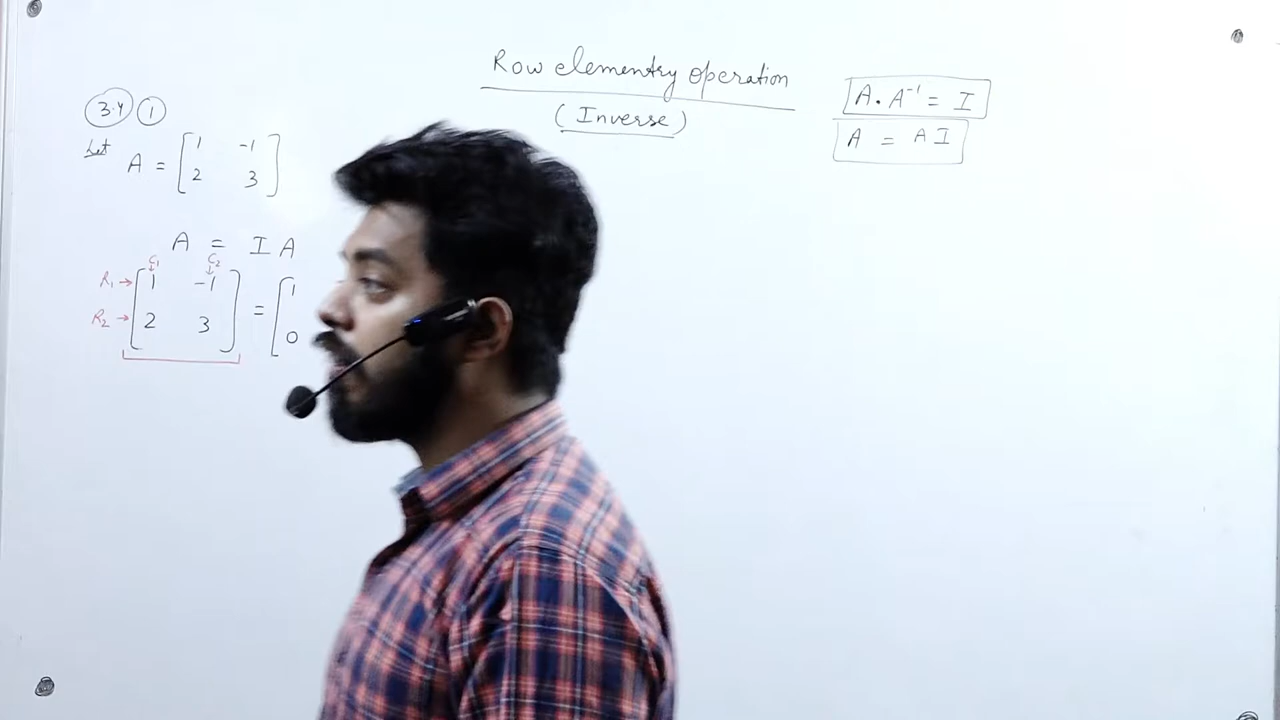 Row elementry operation
(Inverse)
A . A⁻¹ = I
A = A I
3.4 1
Let A = [1 -1
2 3]
A = I A
C₁ C₂
R₁ → [1 -1] = [1
R₂ → [2 3] 0